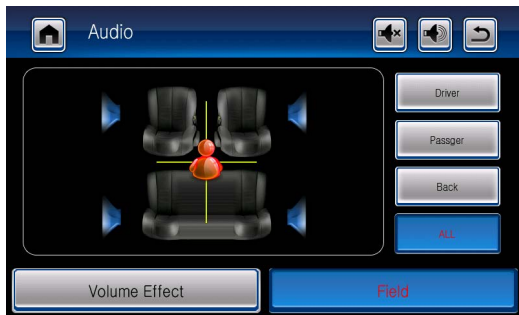 Audio
Driver
Passger
Back
ALL
Volume Effect
Field